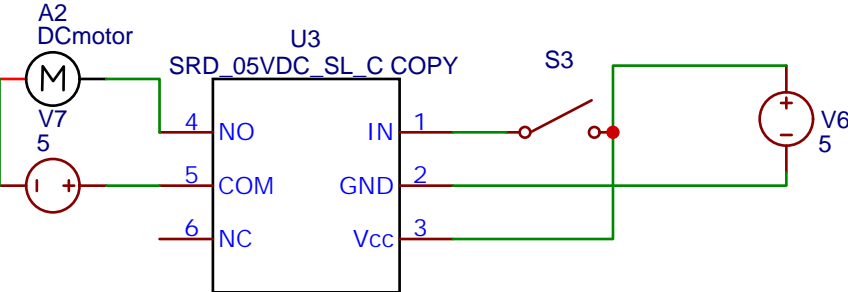 A2
DCmotor
M
V7
5
U3
SRD_05VDC_SL_C COPY
4
NO
5
COM
6
NC
IN
1
GND
2
Vcc
3
S3
V6
5